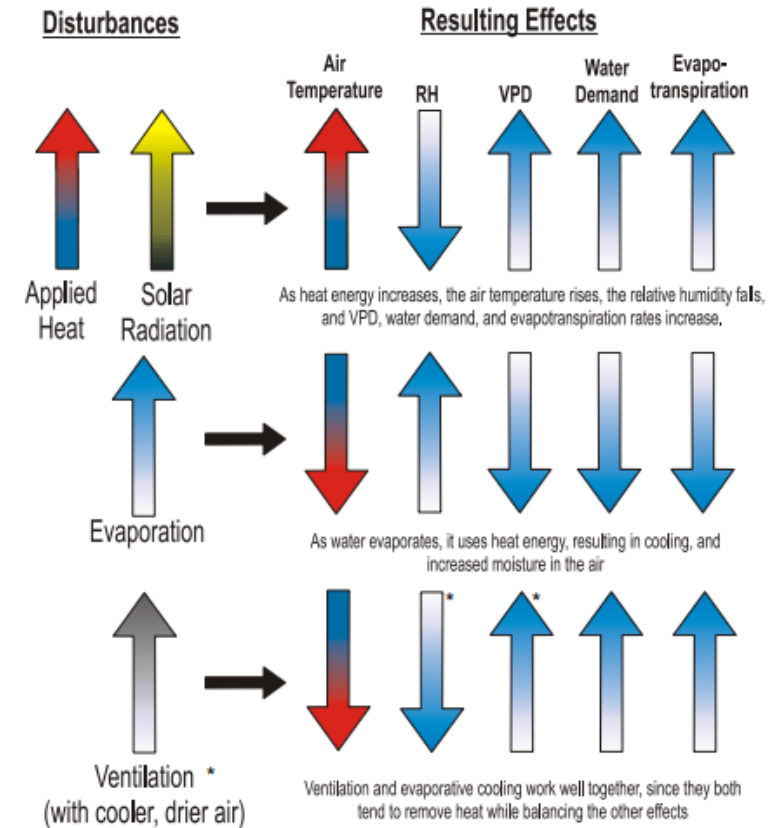 Disturbances
Resulting Effects
Air
Temperature
RH
VPD
Water
Demand
Evapo-
transpiration
Applied
Heat
Solar
Radiation
As heat energy increases, the air temperature rises, the relative humidity falls,
and VPD, water demand, and evapotranspiration rates increase.
Evaporation
As water evaporates, it uses heat energy, resulting in cooling, and
increased moisture in the air
*
*
Ventilation *
(with cooler, drier air)
Ventilation and evaporative cooling work well together, since they both
tend to remove heat while balancing the other effects